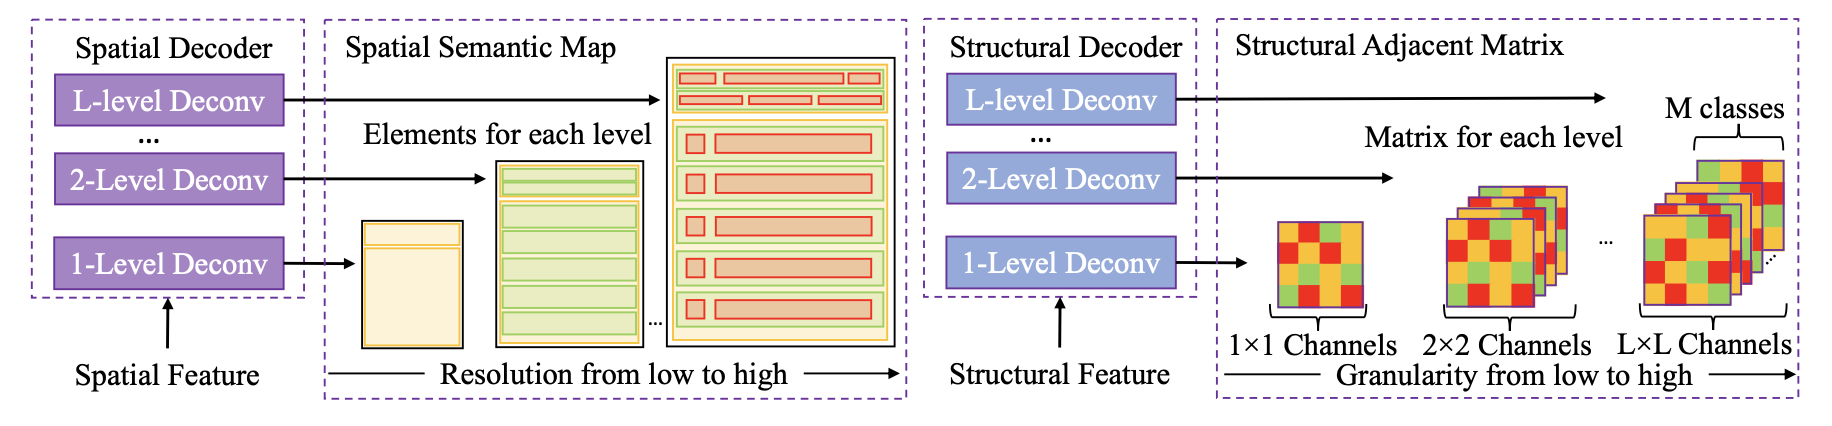 Spatial Decoder
L-level Deconv
...
2-Level Deconv
1-Level Deconv
Spatial Feature
Spatial Semantic Map
Elements for each level
...
Resolution from low to high
Structural Decoder
L-level Deconv
...
2-Level Deconv
1-Level Deconv
Structural Feature
Structural Adjacent Matrix
M classes
Matrix for each level
...
...
1×1 Channels
2×2 Channels
L×L Channels
Granularity from low to high